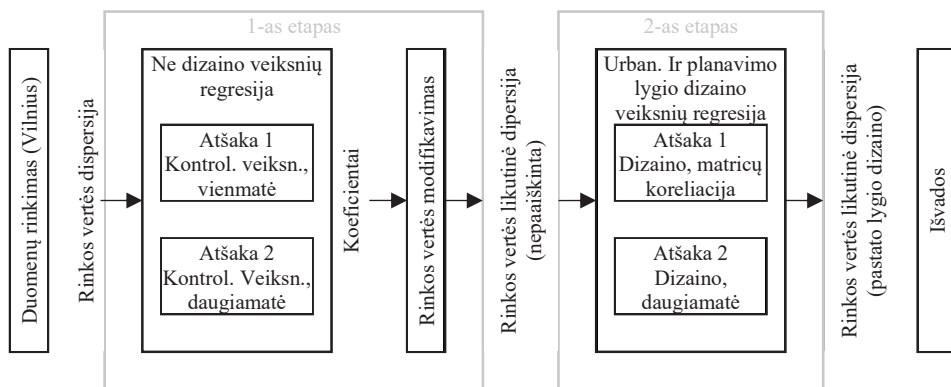 1-as etapas
2-as etapas
Duomenų rinkimas (Vilnius)
Rinkos vertės dispersija
Ne dizaino veiksnių
regresija
Atšaka 1
Kontrol. veiksn.,
vienmatė
Atšaka 2
Kontrol. Veiksn.,
daugiamatė
Koeficientai
Rinkos vertės modifikavimas
Rinkos vertės likutinė dipersija
(nepaaiškinta)
Urban. Ir planavimo
lygio dizaino
veiksnių regresija
Atšaka 1
Dizaino, matricų
koreliacija
Atšaka 2
Dizaino,
daugiamatė
Rinkos vertės likutinė dispersija
(pastato lygio dizaino)
Išvados